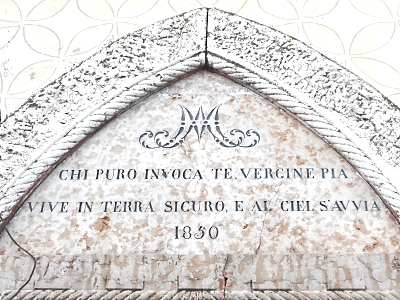 CHI PURO INVOCA TE, VERGINE PIA,
VIVE IN TERRA SICURO, E AL CIEL S'AVVIA
1850